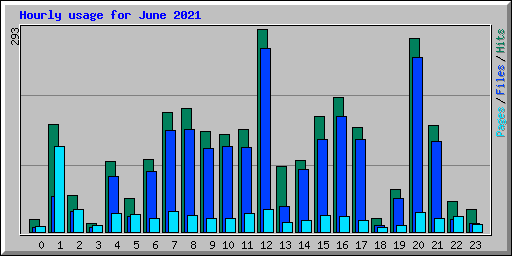 Hourly usage for June 2021
293
Pages / Files / Hits
0 1 2 3 4 5 6 7 8 9 10 11 12 13 14 15 16 17 18 19 20 21 22 23